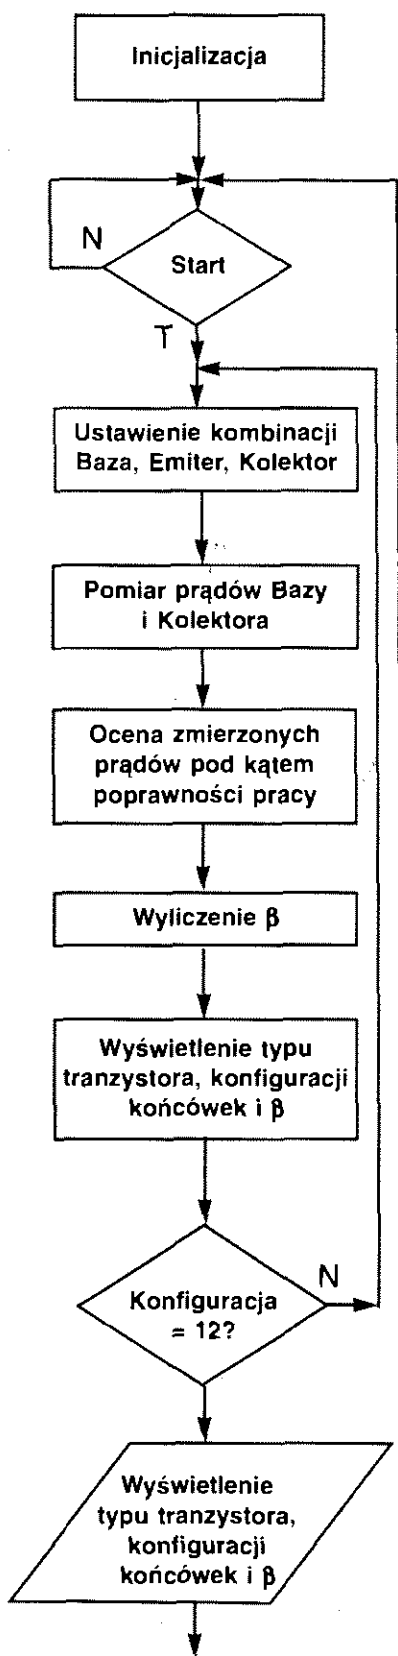 Inicjalizacja
N
Start
T
Ustawienie kombinacji
Baza, Emiter, Kolektor
Pomiar prądów Bazy
i Kolektora
Ocena zmierzonych
prądów pod kątem
poprawności pracy
Wyliczenie β
Wyświetlenie typu
tranzystora, konfiguracji
końcówek i β
N
Konfiguracja
= 12?
Wyświetlenie
typu tranzystora,
konfiguracji
końcówek i β